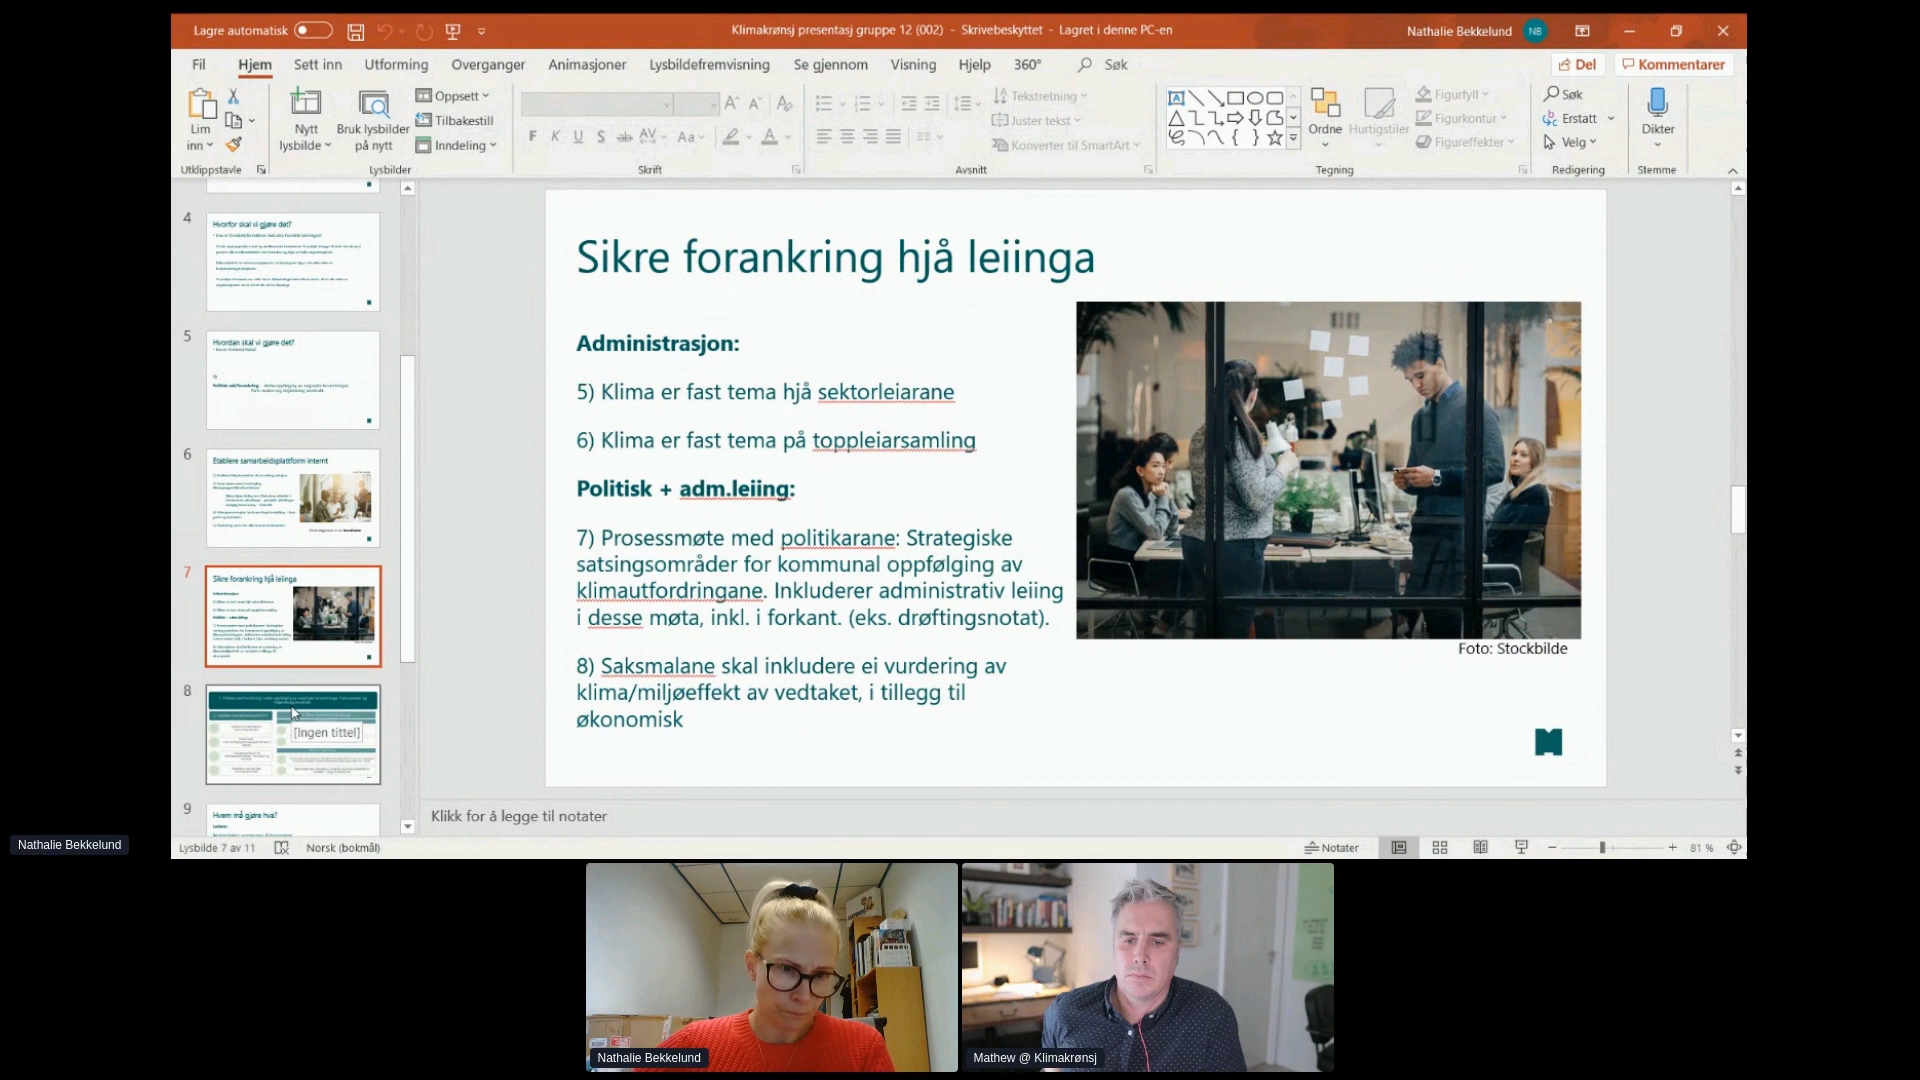 Lagre automatisk
Klimakrønsj presentasj gruppe 12 (002) - Skrivebeskyttet - Lagret i denne PC-en
Nathalie Bekkelund NB
Fil Hjem Sett inn Utforming Overganger Animasjoner Lysbildefremvisning Se gjennom Visning Hjelp 360° Søk Del Kommentarer
Lim inn
Nytt lysbilde
Bruk lysbilder på nytt
Oppsett
Tilbakestill
Inndeling
F K U S ab AV Aa A
Tekstretning
Juster tekst
Konverter til SmartArt
Ordne
Hurtigstiler
Figurfyll
Figurkontur
Figureffekter
Søk
Erstatt
Velg
Dikter
Utklippstavle Lysbilder Skrift Avsnitt Tegning Redigering Stemme
4
Hvorfor skal vi gjøre det?
5
Hvordan skal vi gjøre det?
6
Etablere samarbeidsplattform internt
7
Sikre forankring hjå leiinga
8
[Ingen tittel]
9
Hvem må gjøre hva?
Sikre forankring hjå leiinga
Administrasjon:
5) Klima er fast tema hjå sektorleiarane
6) Klima er fast tema på toppleiarsamling
Politisk + adm.leiing:
7) Prosessmøte med politikarane: Strategiske
satsingsområder for kommunal oppfølging av
klimautfordringane. Inkluderer administrativ leiing
i desse møta, inkl. i forkant. (eks. drøftingsnotat).
8) Saksmalane skal inkludere ei vurdering av
klima/miljøeffekt av vedtaket, i tillegg til
økonomisk
Foto: Stockbilde
Klikk for å legge til notater
Lysbilde 7 av 11 Norsk (bokmål) Notater 81 %
Nathalie Bekkelund
Nathalie Bekkelund
Mathew @ Klimakrønsj